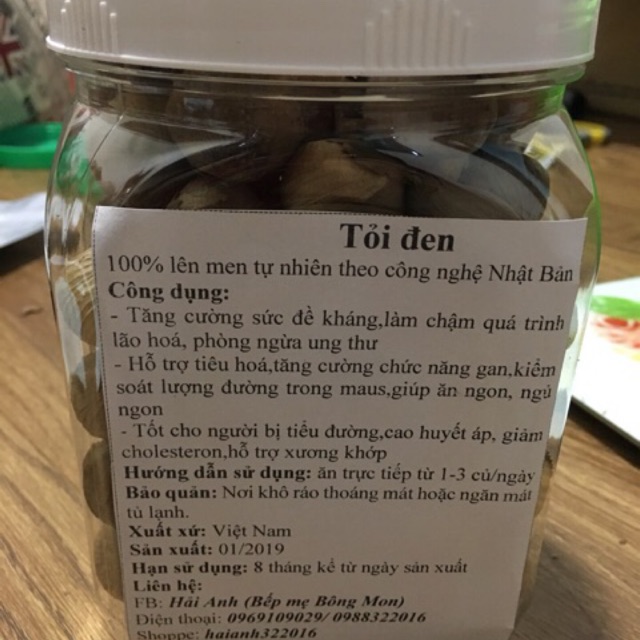 Tỏi đen
100% lên men tự nhiên theo công nghệ Nhật Bản
Công dụng:
- Tăng cường sức đề kháng,làm chậm quá trình
lão hoá, phòng ngừa ung thư
- Hỗ trợ tiêu hoá,tăng cường chức năng gan,kiểm
soát lượng đường trong maus,giúp ăn ngon, ngủ
ngon
- Tốt cho người bị tiểu đường,cao huyết áp, giảm
cholesteron,hỗ trợ xương khớp
Hướng dẫn sử dụng: ăn trực tiếp từ 1-3 củ/ngày
Bảo quản: Nơi khô ráo thoáng mát hoặc ngăn mát
tủ lạnh.
Xuất xứ: Việt Nam
Sản xuất: 01/2019
Hạn sử dụng: 8 tháng kể từ ngày sản xuất
Liên hệ:
FB: Hải Anh (Bếp mẹ Bông Mon)
Điện thoại: 0969109029/ 0988322016
Shoppe: haianh322016